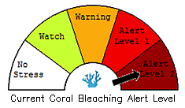 Warning
Watch
Alert
Level 1
No
Stress
Alert
Level 2
Current Coral Bleaching Alert Level